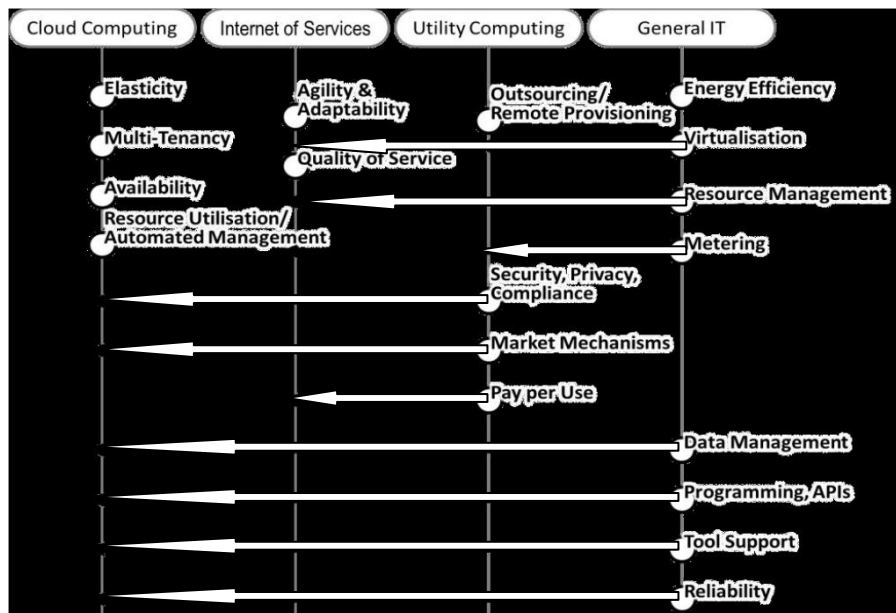 Cloud Computing
Internet of Services
Utility Computing
General IT
Elasticity
Agility &
Adaptability
Outsourcing/
Remote Provisioning
Energy Efficiency
Multi-Tenancy
Virtualisation
Quality of Service
Availability
Resource Management
Resource Utilisation/
Automated Management
Metering
Security, Privacy,
Compliance
Market Mechanisms
Pay per Use
Data Management
Programming, APIs
Tool Support
Reliability